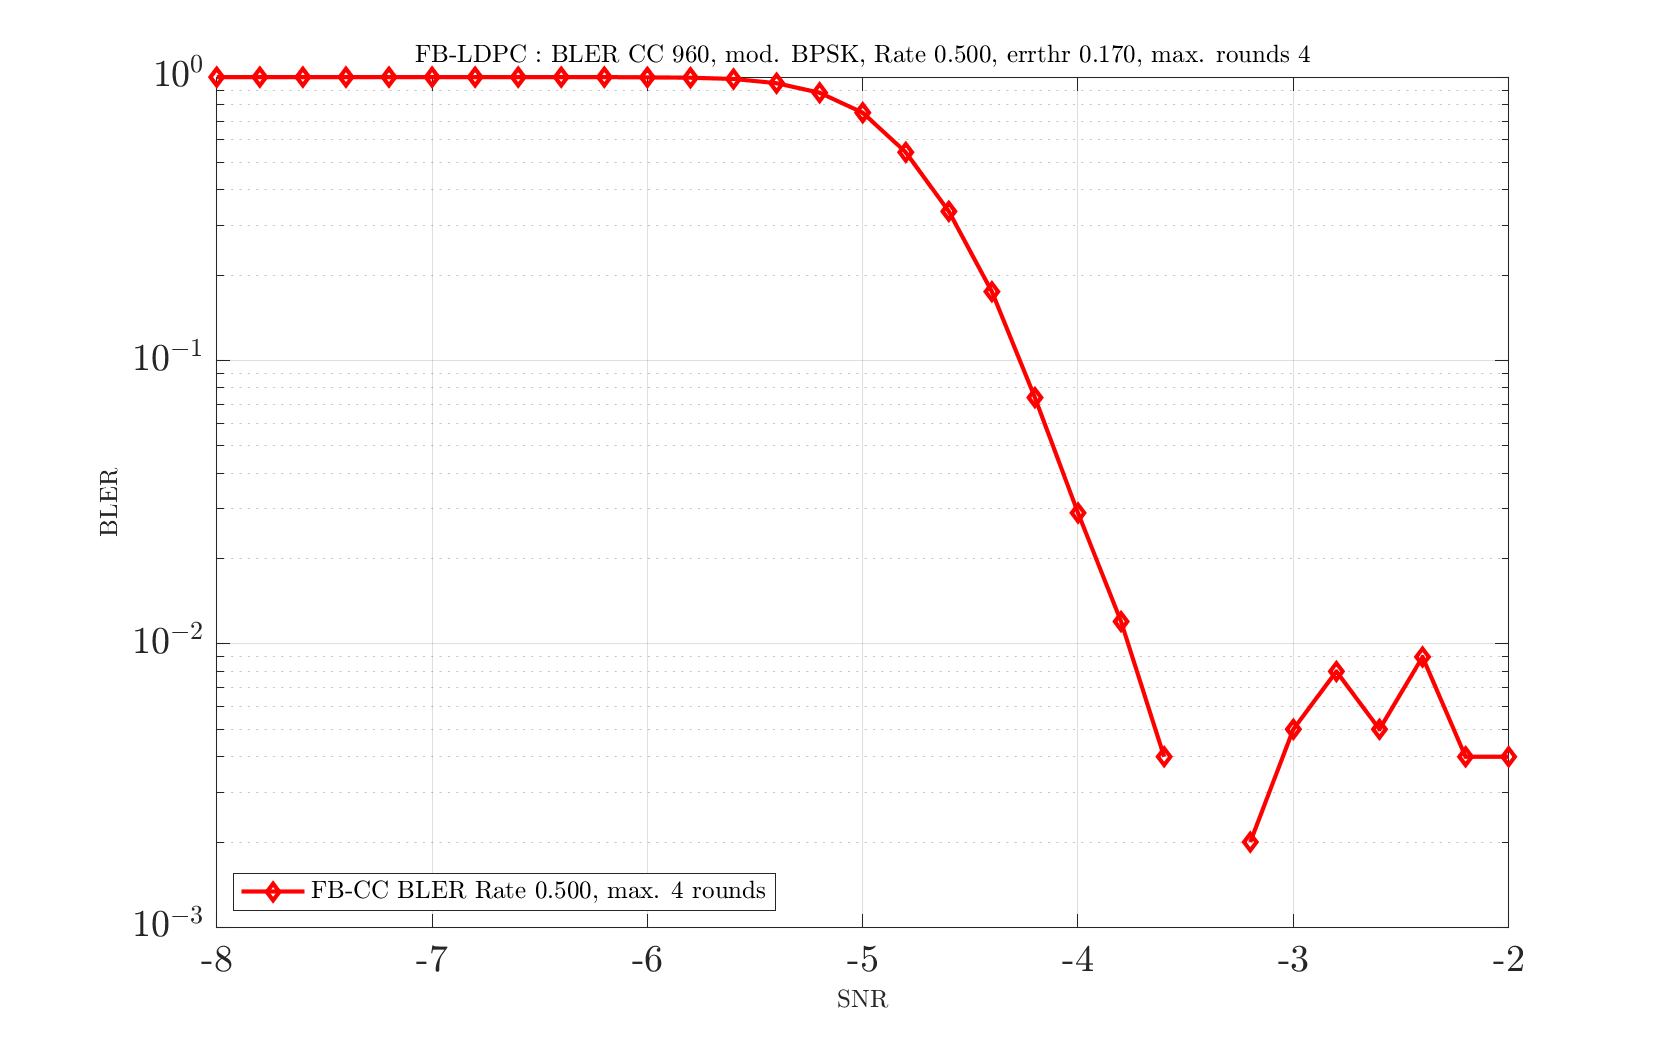 FB-LDPC : BLER CC 960, mod. BPSK, Rate 0.500, errthr 0.170, max. rounds 4
10^0
10^-1
10^-2
10^-3
BLER
FB-CC BLER Rate 0.500, max. 4 rounds
-8 -7 -6 -5 -4 -3 -2
SNR